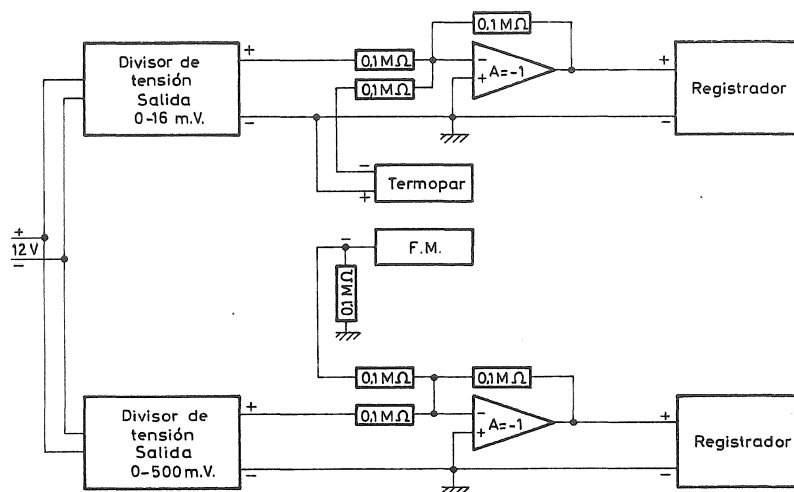 0,1 MΩ
+
Divisor de
tensión
Salida
0-16 m.V.
-
0,1 MΩ
0,1 MΩ
-
+
A=-1
+
Registrador
-
-
+
Termopar
+
12 V
-
-
F.M.
0,1 MΩ
0,1 MΩ
0,1 MΩ
+
Divisor de
tensión
Salida
0-500 m.V.
-
0,1 MΩ
-
+
A=-1
+
Registrador
-